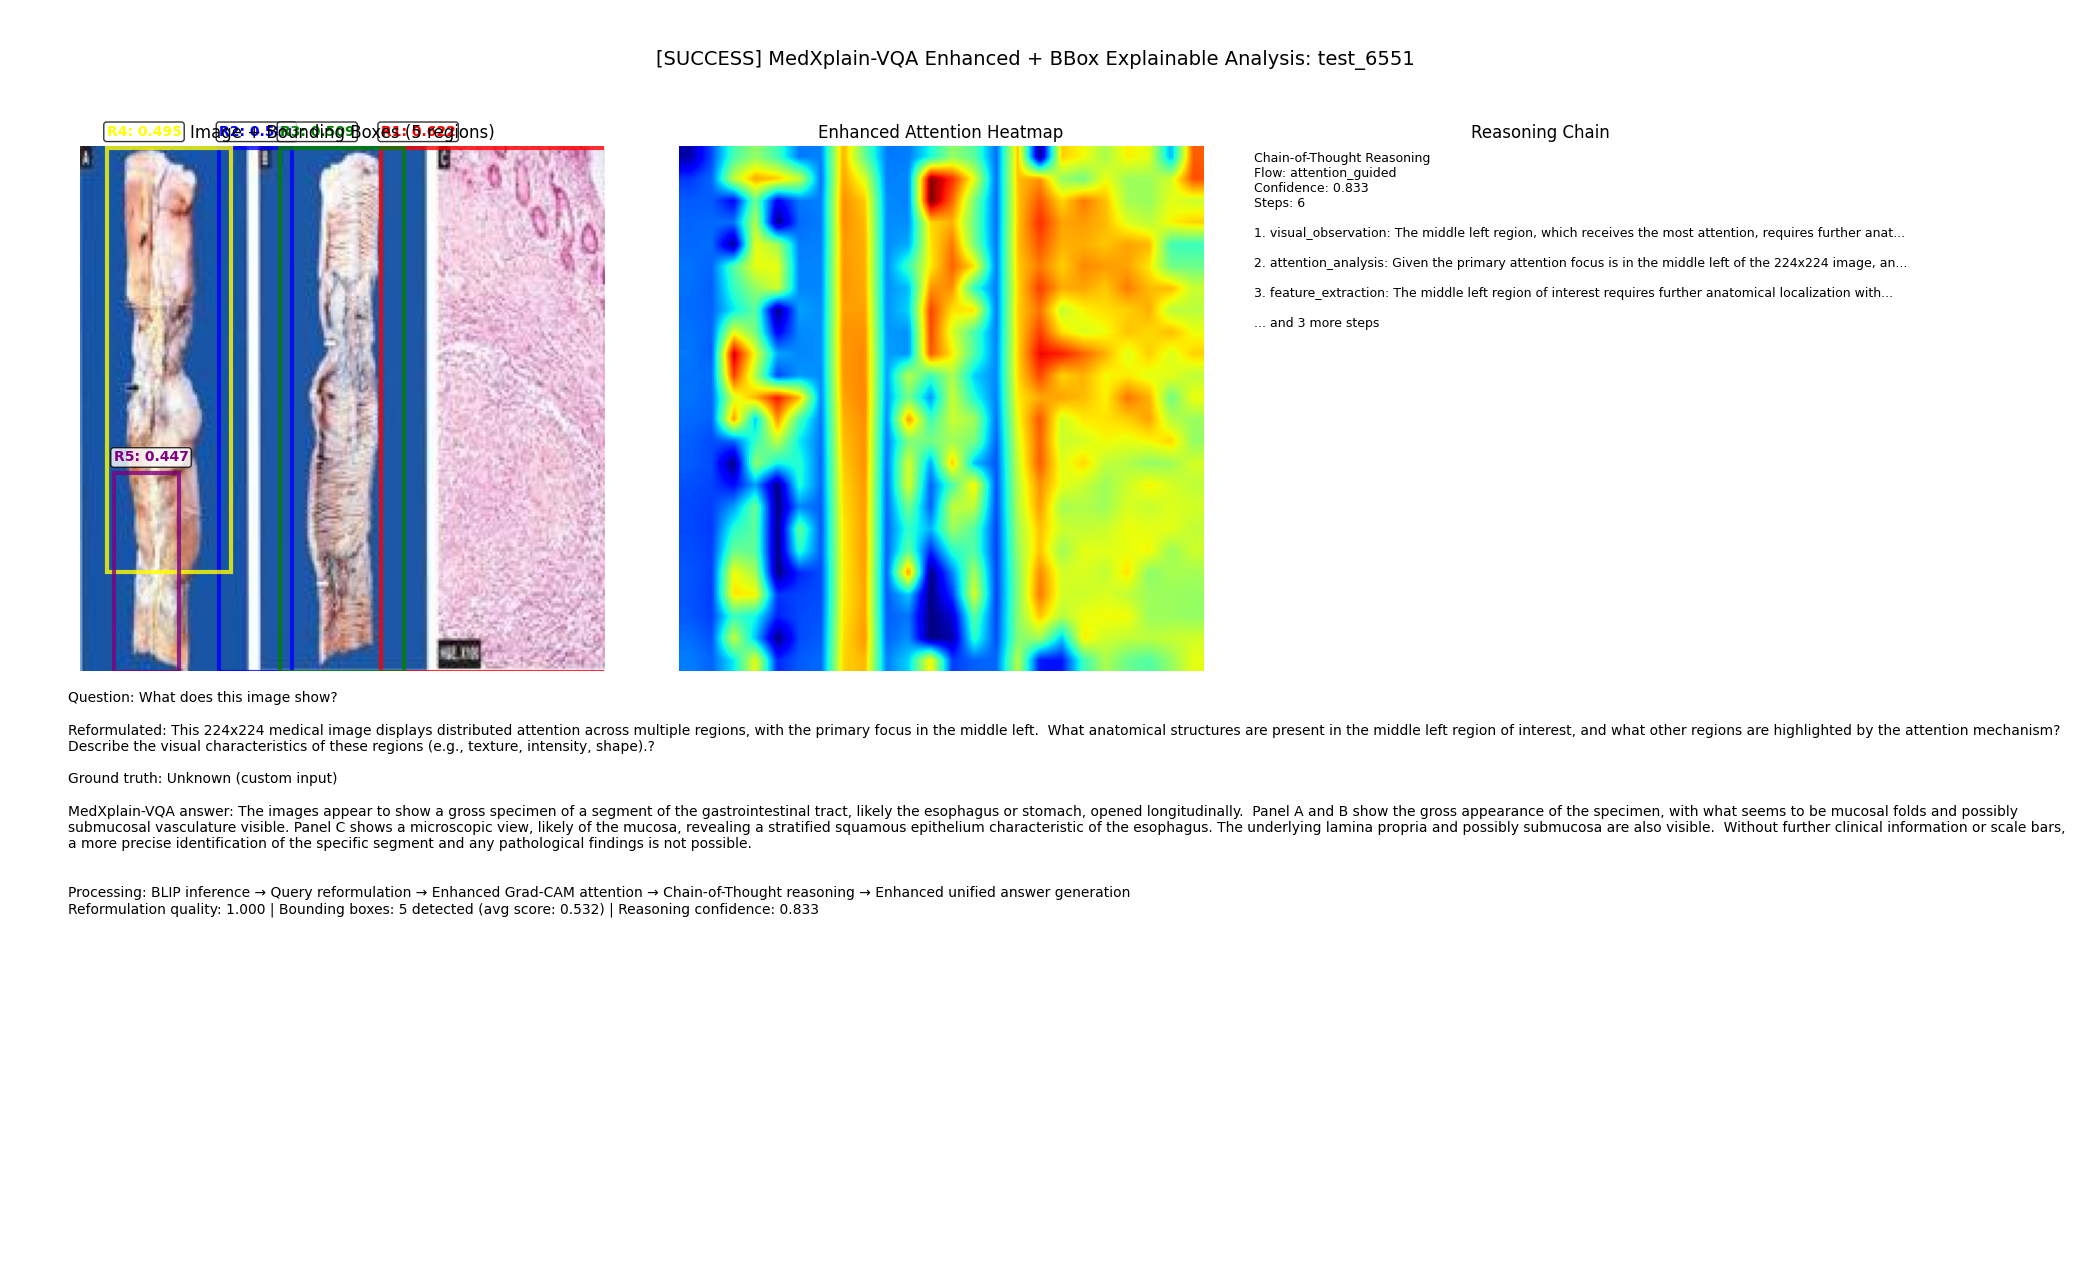 [SUCCESS] MedXplain-VQA Enhanced + BBox Explainable Analysis: test_6551
Image + Bounding Boxes (5 regions)
R4: 0.495
R3: 0.509
R1: 0.622
A
B
C
R5: 0.447
Enhanced Attention Heatmap
Reasoning Chain
Chain-of-Thought Reasoning
Flow: attention_guided
Confidence: 0.833
Steps: 6
1. visual_observation: The middle left region, which receives the most attention, requires further anat...
2. attention_analysis: Given the primary attention focus is in the middle left of the 224x224 image, an...
3. feature_extraction: The middle left region of interest requires further anatomical localization with...
... and 3 more steps
Question: What does this image show?
Reformulated: This 224x224 medical image displays distributed attention across multiple regions, with the primary focus in the middle left.  What anatomical structures are present in the middle left region of interest, and what other regions are highlighted by the attention mechanism?
Describe the visual characteristics of these regions (e.g., texture, intensity, shape).?
Ground truth: Unknown (custom input)
MedXplain-VQA answer: The images appear to show a gross specimen of a segment of the gastrointestinal tract, likely the esophagus or stomach, opened longitudinally.  Panel A and B show the gross appearance of the specimen, with what seems to be mucosal folds and possibly
submucosal vasculature visible. Panel C shows a microscopic view, likely of the mucosa, revealing a stratified squamous epithelium characteristic of the esophagus. The underlying lamina propria and possibly submucosa are also visible.  Without further clinical information or scale bars,
a more precise identification of the specific segment and any pathological findings is not possible.
Processing: BLIP inference → Query reformulation → Enhanced Grad-CAM attention → Chain-of-Thought reasoning → Enhanced unified answer generation
Reformulation quality: 1.000 | Bounding boxes: 5 detected (avg score: 0.532) | Reasoning confidence: 0.833